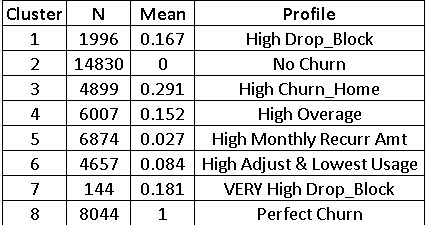 Cluster N Mean Profile
1 1996 0.167 High Drop_Block
2 14830 0 No Churn
3 4899 0.291 High Churn_Home
4 6007 0.152 High Overage
5 6874 0.027 High Monthly Recurr Amt
6 4657 0.084 High Adjust & Lowest Usage
7 144 0.181 VERY High Drop_Block
8 8044 1 Perfect Churn